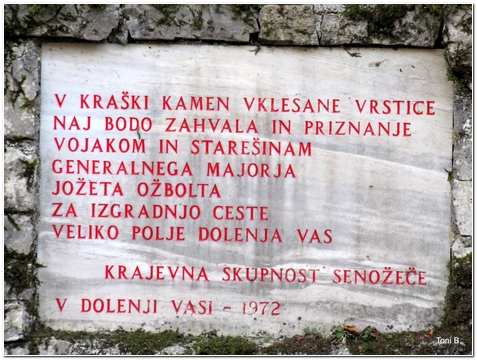 V KRAŠKI KAMEN VKLESANE VRSTICE
NAJ BODO ZAHVALA IN PRIZNANJE
VOJAKOM IN STAREŠINAM
GENERALNEGA MAJORJA
JOŽETA OŽBOLTA
ZA IZGRADNJO CESTE
VELIKO POLJE DOLENJA VAS
KRAJEVNA SKUPNOST SENOŽEČE
V DOLENJI VASI - 1972
Toni B.